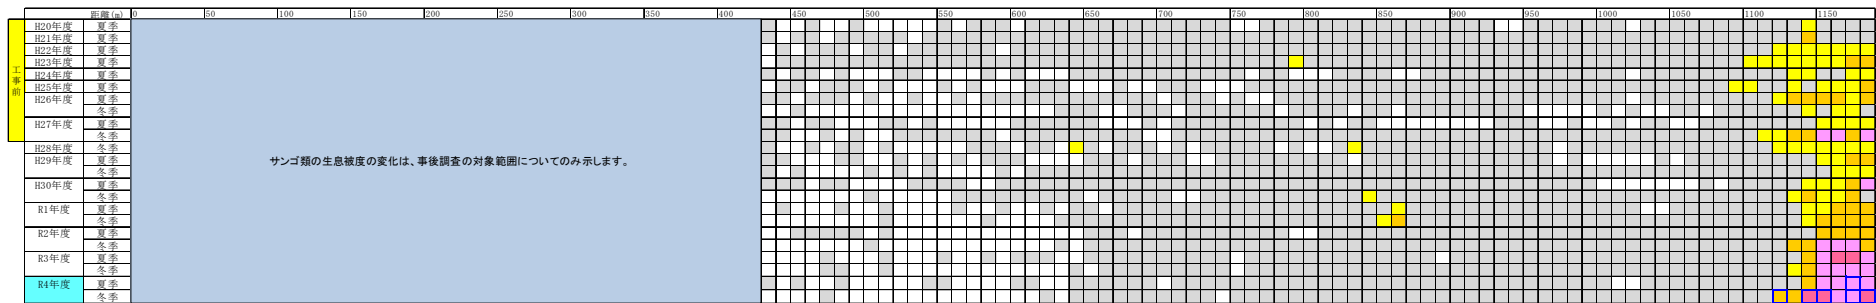 距離(m) 0 50 100 150 200 250 300 350 400 450 500 550 600 650 700 750 800 850 900 950 1000 1050 1100 1150
工事前
H20年度 夏季
H21年度 夏季
H22年度 夏季
H23年度 夏季
H24年度 夏季
H25年度 夏季
H26年度 夏季
冬季
H27年度 夏季
冬季
H28年度 冬季
H29年度 夏季
冬季
H30年度 夏季
冬季
R1年度 夏季
冬季
R2年度 夏季
冬季
R3年度 夏季
冬季
R4年度 夏季
冬季
サンゴ類の生息被度の変化は、事後調査の対象範囲についてのみ示します。